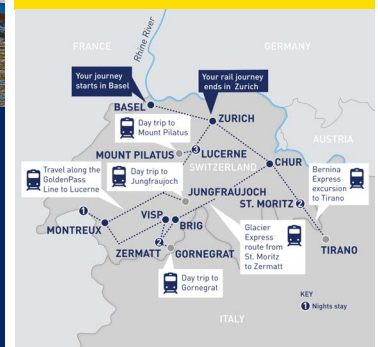 FRANCE
Rhine River
GERMANY
Your journey
starts in Basel
Your rail journey
ends in Zurich
BASEL
ZURICH
Day trip to
Mount Pilatus
AUSTRIA
MOUNT PILATUS
3
LUCERNE
SWITZERLAND
CHUR
Travel along the
GoldenPass
Line to Lucerne
Day trip to
Jungfraujoch
Bernina
Express
excursion
to Tirano
JUNGFRAUJOCH
ST. MORITZ
2
1
MONTREUX
VISP
BRIG
Glacier
Express
route from
St. Moritz
to Zermatt
TIRANO
2
ZERMATT
GORNEGRAT
Day trip to
Gornegrat
KEY
1 Nights stay
ITALY